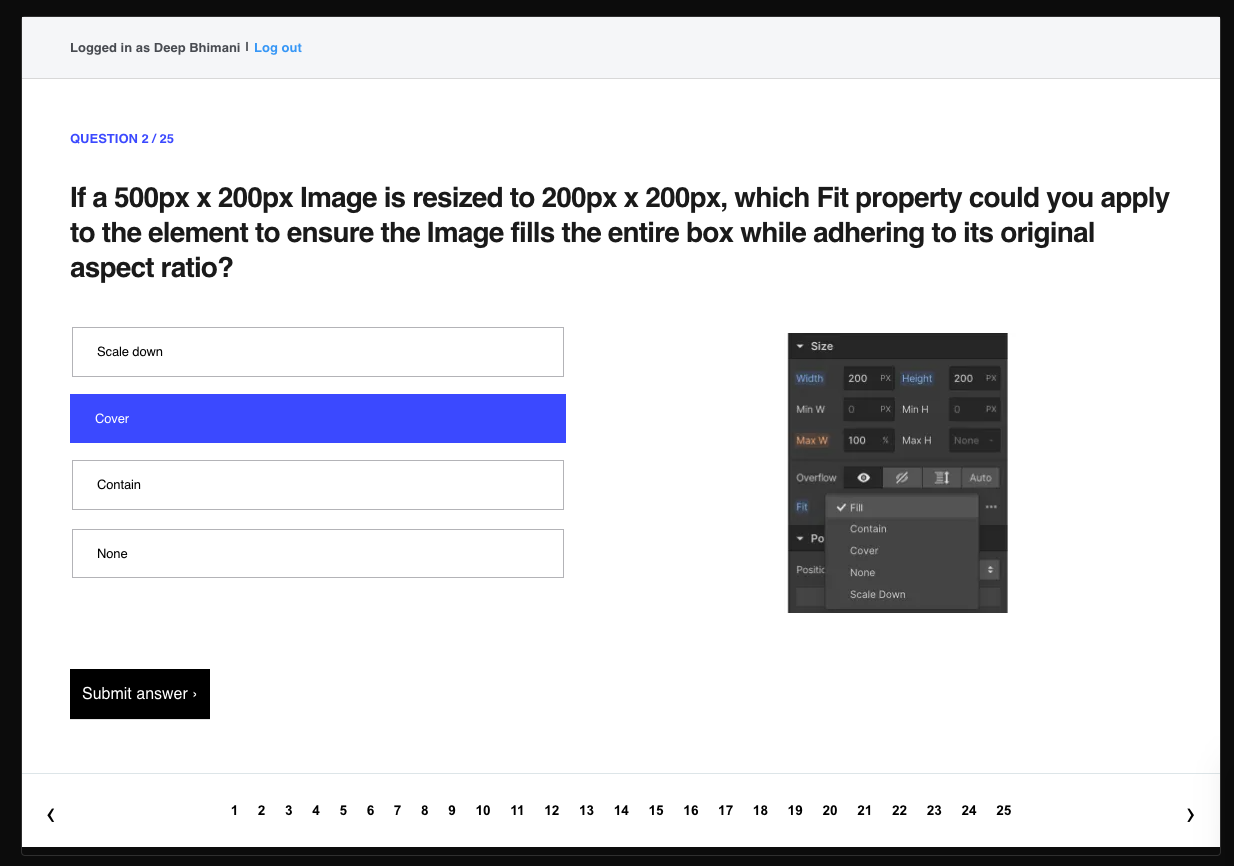 Logged in as Deep Bhimani | Log out
QUESTION 2 / 25
If a 500px x 200px Image is resized to 200px x 200px, which Fit property could you apply
to the element to ensure the Image fills the entire box while adhering to its original
aspect ratio?
Scale down
Cover
Contain
None
Size
Width 200 PX Height 200 PX
Min W 0 PX Min H 0 PX
Max W 100 % Max H None -
Overflow Auto
Fit Fill
Contain
Po
Cover
Positic
None
Scale Down
Submit answer ›
‹ 1 2 3 4 5 6 7 8 9 10 11 12 13 14 15 16 17 18 19 20 21 22 23 24 25 ›